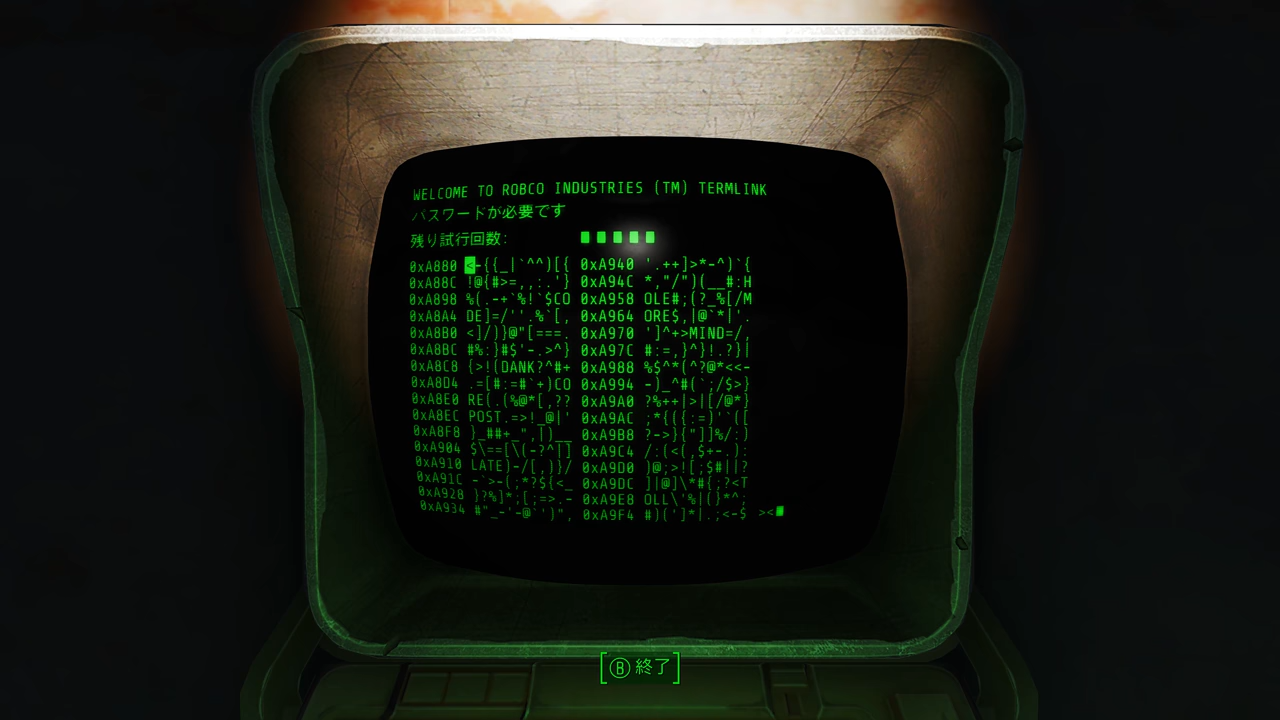 WELCOME TO ROBCO INDUSTRIES (TM) TERMLINK
パスワードが必要です
残り試行回数:
0xA880 <-{{_|`^^)[{ 0xA940 '.++]>*-^)`{
0xA88C !@{#>=,,:.'} 0xA94C *,"/")(__#:H
0xA898 %(.-+`%!`$CO 0xA958 OLE#;(?_%[/M
0xA8A4 DE]=/''.%`[, 0xA964 ORE$,|@`*|'.
0xA8B0 <]/)}@"[===. 0xA970 ']^+>MIND=/,
0xA8BC #%:}#$'-.>^} 0xA97C #:=,}^}!.?}|
0xA8C8 {>!(DANK?^#+ 0xA988 %$^*(^?@*<<-
0xA8D4 .=[#:=#`+)CO 0xA994 -)_^#(`;/$>}
0xA8E0 RE(.(%@*[,?? 0xA9A0 ?%++|>|[/@*}
0xA8EC POST.=>!_@|' 0xA9AC ;*{({:=)'`([
0xA8F8 }_##+_",|)__ 0xA9B8 ?->}{"]]%/:)
0xA904 $\==[\(-?^|] 0xA9C4 /:(<(,$+-.):
0xA910 LATE)-/[,)}/ 0xA9D0 }@;>![;$#||?
0xA91C -`>-(;*?${<_ 0xA9DC ]|@]\*#{;?<T
0xA928 }?%]*;[;=>.- 0xA9E8 OLL\'%|(}*^;
0xA934 #"_-'-@`')", 0xA9F4 #)(']*|.;<-$ ><
[Ⓑ 終了]